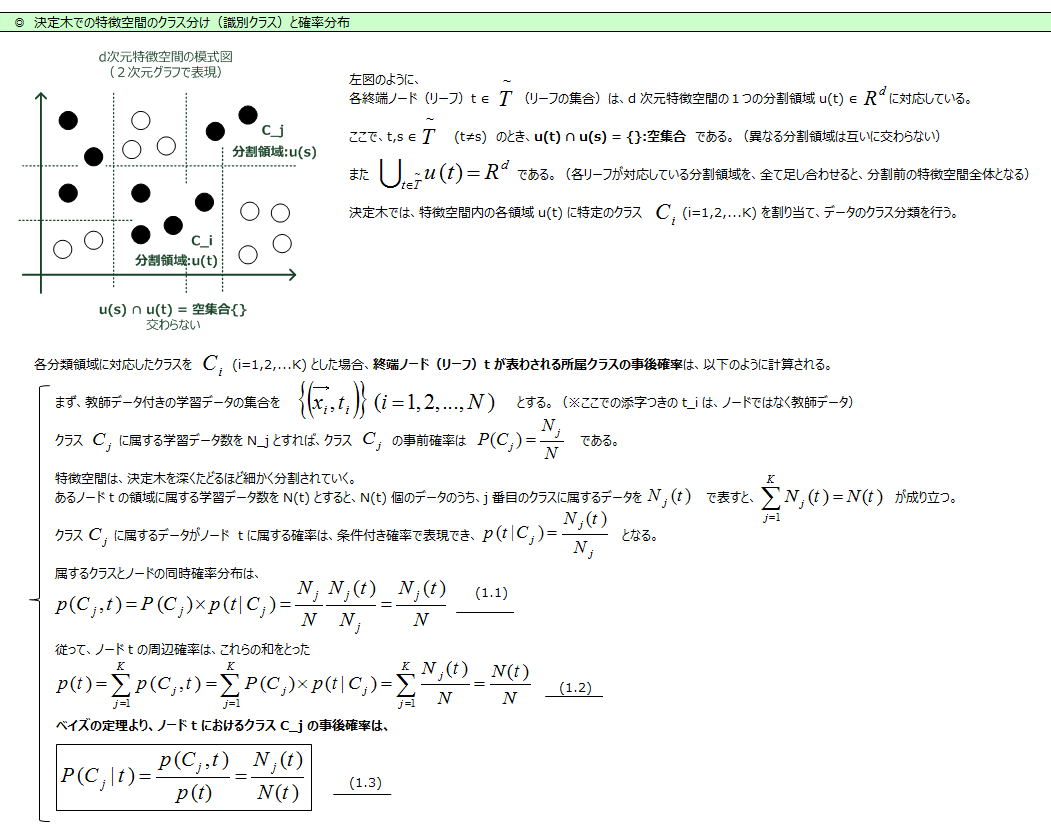 ◎ 決定木での特徴空間のクラス分け（識別クラス）と確率分布
d次元特徴空間の模式図
（２次元グラフで表現）
C_j
分割領域:u(s)
C_i
分割領域:u(t)
u(s) ∩ u(t) = 空集合{}
交わらない
左図のように、
各終端ノード（リーフ）t ∈ T̃ （リーフの集合）は、d 次元特徴空間の１つの分割領域 u(t) ∈ R^d に対応している。
ここで、t,s ∈ T̃ (t≠s) のとき、u(t) ∩ u(s) = {}:空集合 である。（異なる分割領域は互いに交わらない）
また ⋃_{t∈T̃} u(t) = R^d である。（各リーフが対応している分割領域を、全て足し合わせると、分割前の特徴空間全体となる）
決定木では、特徴空間内の各領域 u(t) に特定のクラス C_i (i=1,2,...K) を割り当て、データのクラス分類を行う。
各分類領域に対応したクラスを C_i (i=1,2,...K) とした場合、終端ノード（リーフ）t が表わされる所属クラスの事後確率は、以下のように計算される。
まず、教師データ付きの学習データの集合を {(x⃗_i, t_i)} (i = 1,2,...,N) とする。（※ここでの添字つきの t_i は、ノードではなく教師データ）
クラス C_j に属する学習データ数を N_j とすれば、クラス C_j の事前確率は P(C_j) = N_j / N である。
特徴空間は、決定木を深くたどるほど細かく分割されていく。
あるノード t の領域に属する学習データ数を N(t) とすると、N(t) 個のデータのうち、j 番目のクラスに属するデータを N_j(t) で表すと、∑_{j=1}^{K} N_j(t) = N(t) が成り立つ。
クラス C_j に属するデータがノード t に属する確率は、条件付き確率で表現でき、p(t | C_j) = N_j(t) / N_j となる。
属するクラスとノードの同時確率分布は、
p(C_j, t) = P(C_j) × p(t | C_j) = (N_j / N) (N_j(t) / N_j) = N_j(t) / N (1.1)
従って、ノード t の周辺確率は、これらの和をとった
p(t) = ∑_{j=1}^{K} p(C_j, t) = ∑_{j=1}^{K} P(C_j) × p(t | C_j) = ∑_{j=1}^{K} N_j(t) / N = N(t) / N (1.2)
ベイズの定理より、ノード t におけるクラス C_j の事後確率は、
P(C_j | t) = p(C_j, t) / p(t) = N_j(t) / N(t) (1.3)